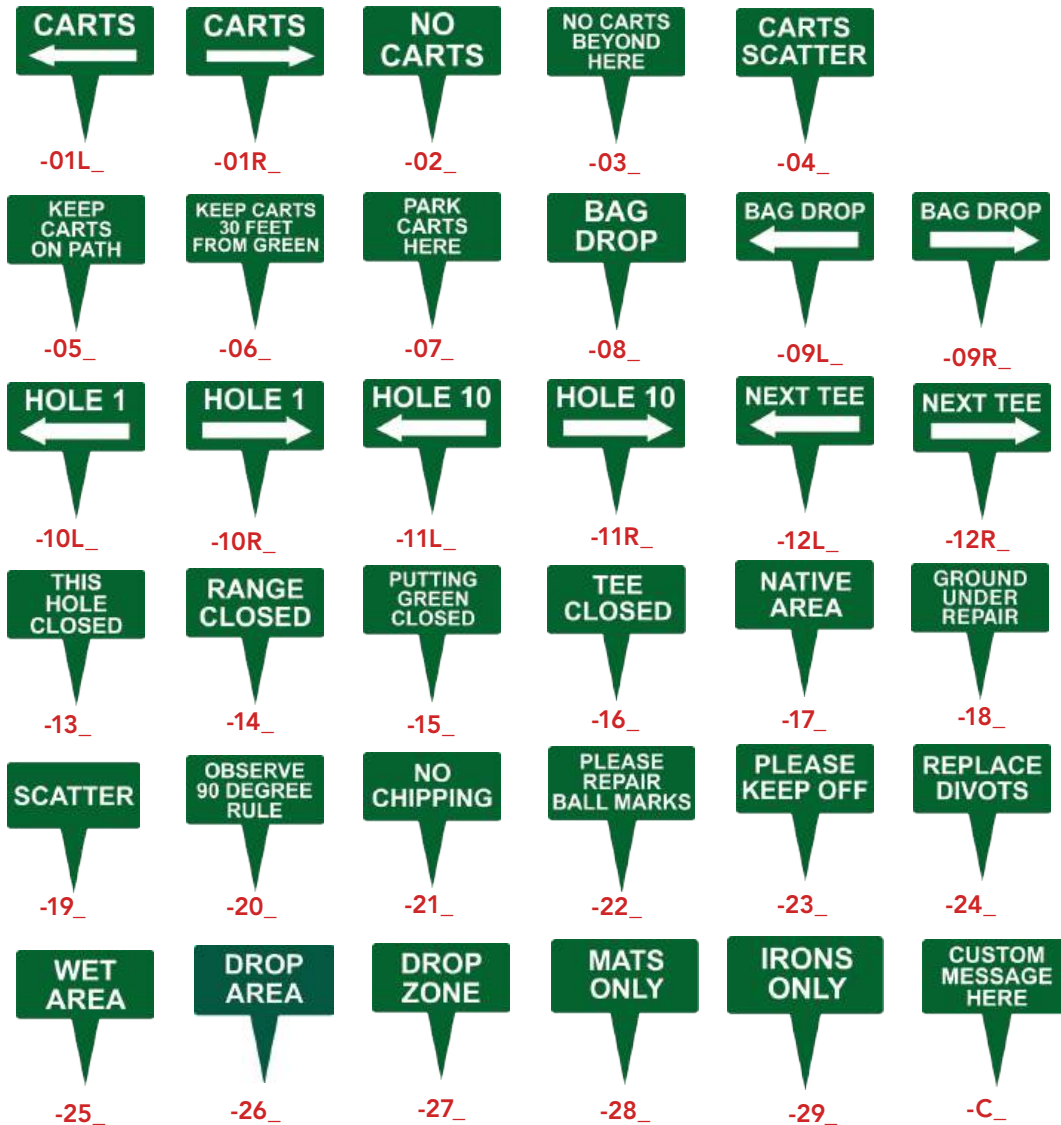 CARTS
-01L_
CARTS
-01R_
NO
CARTS
-02_
NO CARTS
BEYOND
HERE
-03_
CARTS
SCATTER
-04_
KEEP
CARTS
ON PATH
-05_
KEEP CARTS
30 FEET
FROM GREEN
-06_
PARK
CARTS
HERE
-07_
BAG
DROP
-08_
BAG DROP
-09L_
BAG DROP
-09R_
HOLE 1
-10L_
HOLE 1
-10R_
HOLE 10
-11L_
HOLE 10
-11R_
NEXT TEE
-12L_
NEXT TEE
-12R_
THIS
HOLE
CLOSED
-13_
RANGE
CLOSED
-14_
PUTTING
GREEN
CLOSED
-15_
TEE
CLOSED
-16_
NATIVE
AREA
-17_
GROUND
UNDER
REPAIR
-18_
SCATTER
-19_
OBSERVE
90 DEGREE
RULE
-20_
NO
CHIPPING
-21_
PLEASE
REPAIR
BALL MARKS
-22_
PLEASE
KEEP OFF
-23_
REPLACE
DIVOTS
-24_
WET
AREA
-25_
DROP
AREA
-26_
DROP
ZONE
-27_
MATS
ONLY
-28_
IRONS
ONLY
-29_
CUSTOM
MESSAGE
HERE
-C_